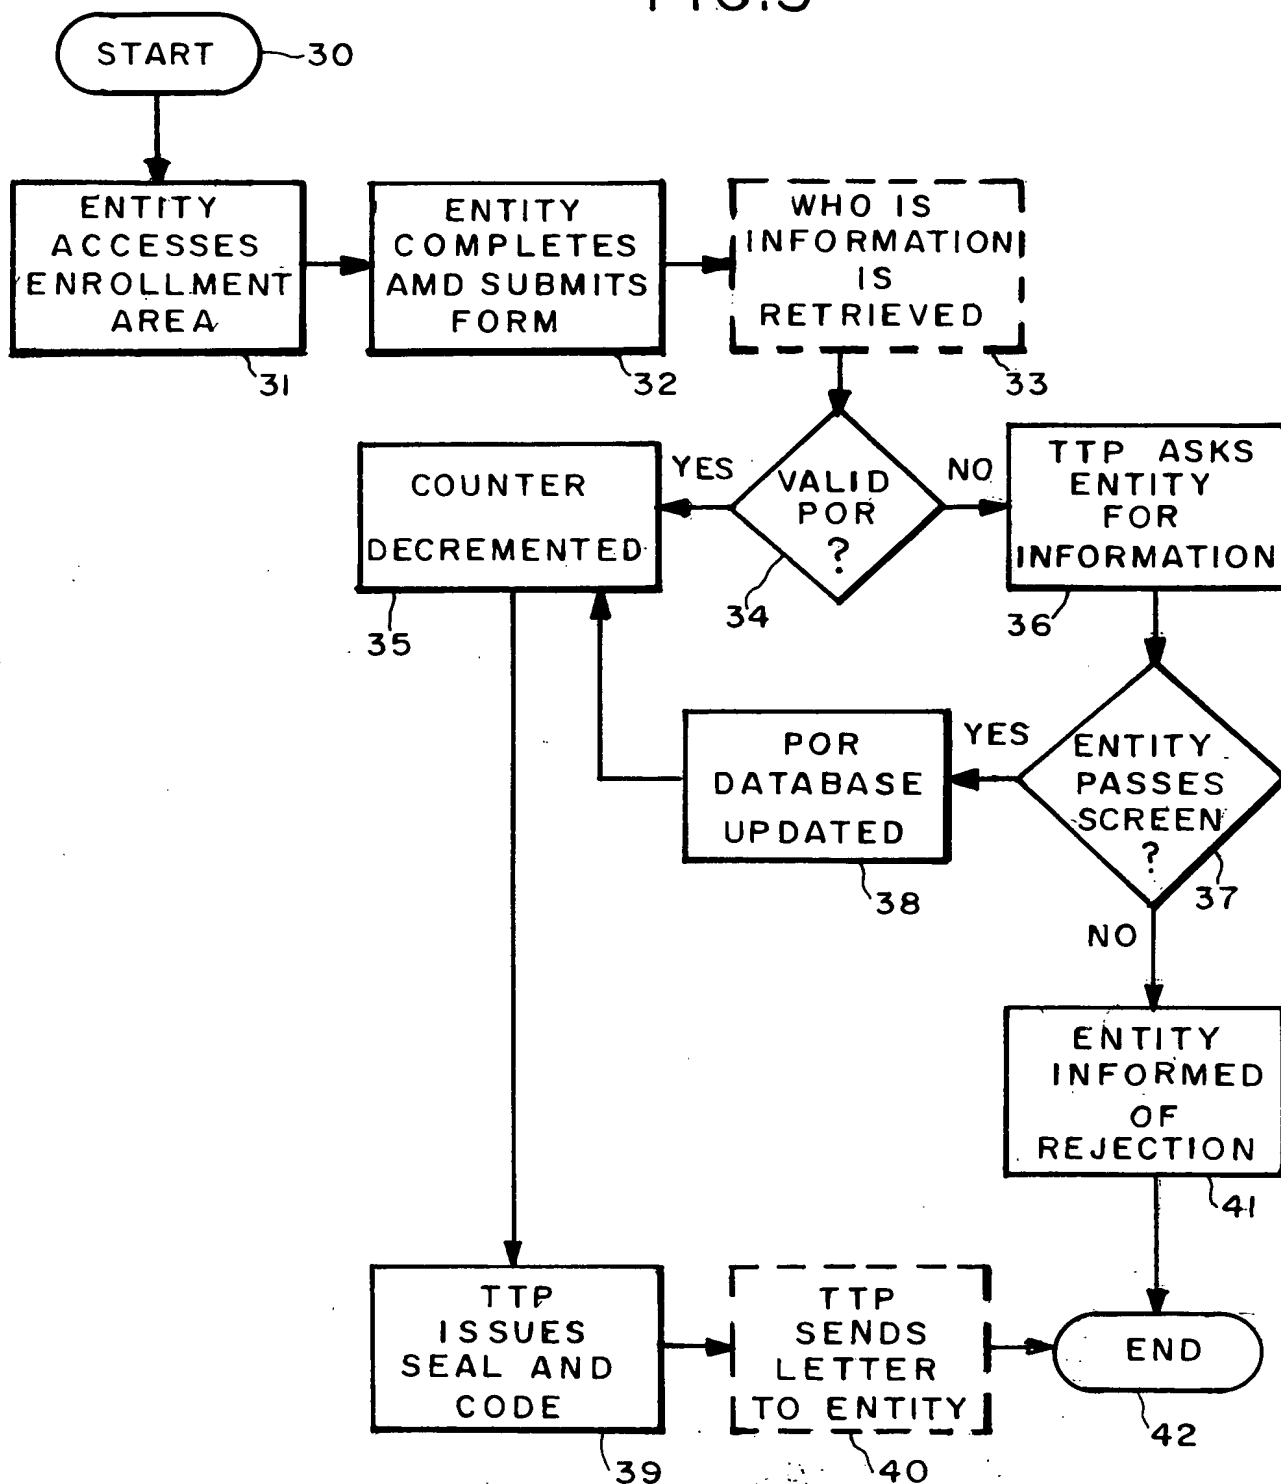 START
30
ENTITY
ACCESSES
ENROLLMENT
AREA
31
ENTITY
COMPLETES
AMD SUBMITS
FORM
32
WHO IS
INFORMATION
IS
RETRIEVED
33
VALID
POR
?
34
YES
NO
COUNTER
DECREMENTED
35
TTP ASKS
ENTITY
FOR
INFORMATION
36
ENTITY
PASSES
SCREEN
?
37
YES
NO
POR
DATABASE
UPDATED
38
ENTITY
INFORMED
OF
REJECTION
41
TTP
ISSUES
SEAL AND
CODE
39
TTP
SENDS
LETTER
TO ENTITY
40
END
42